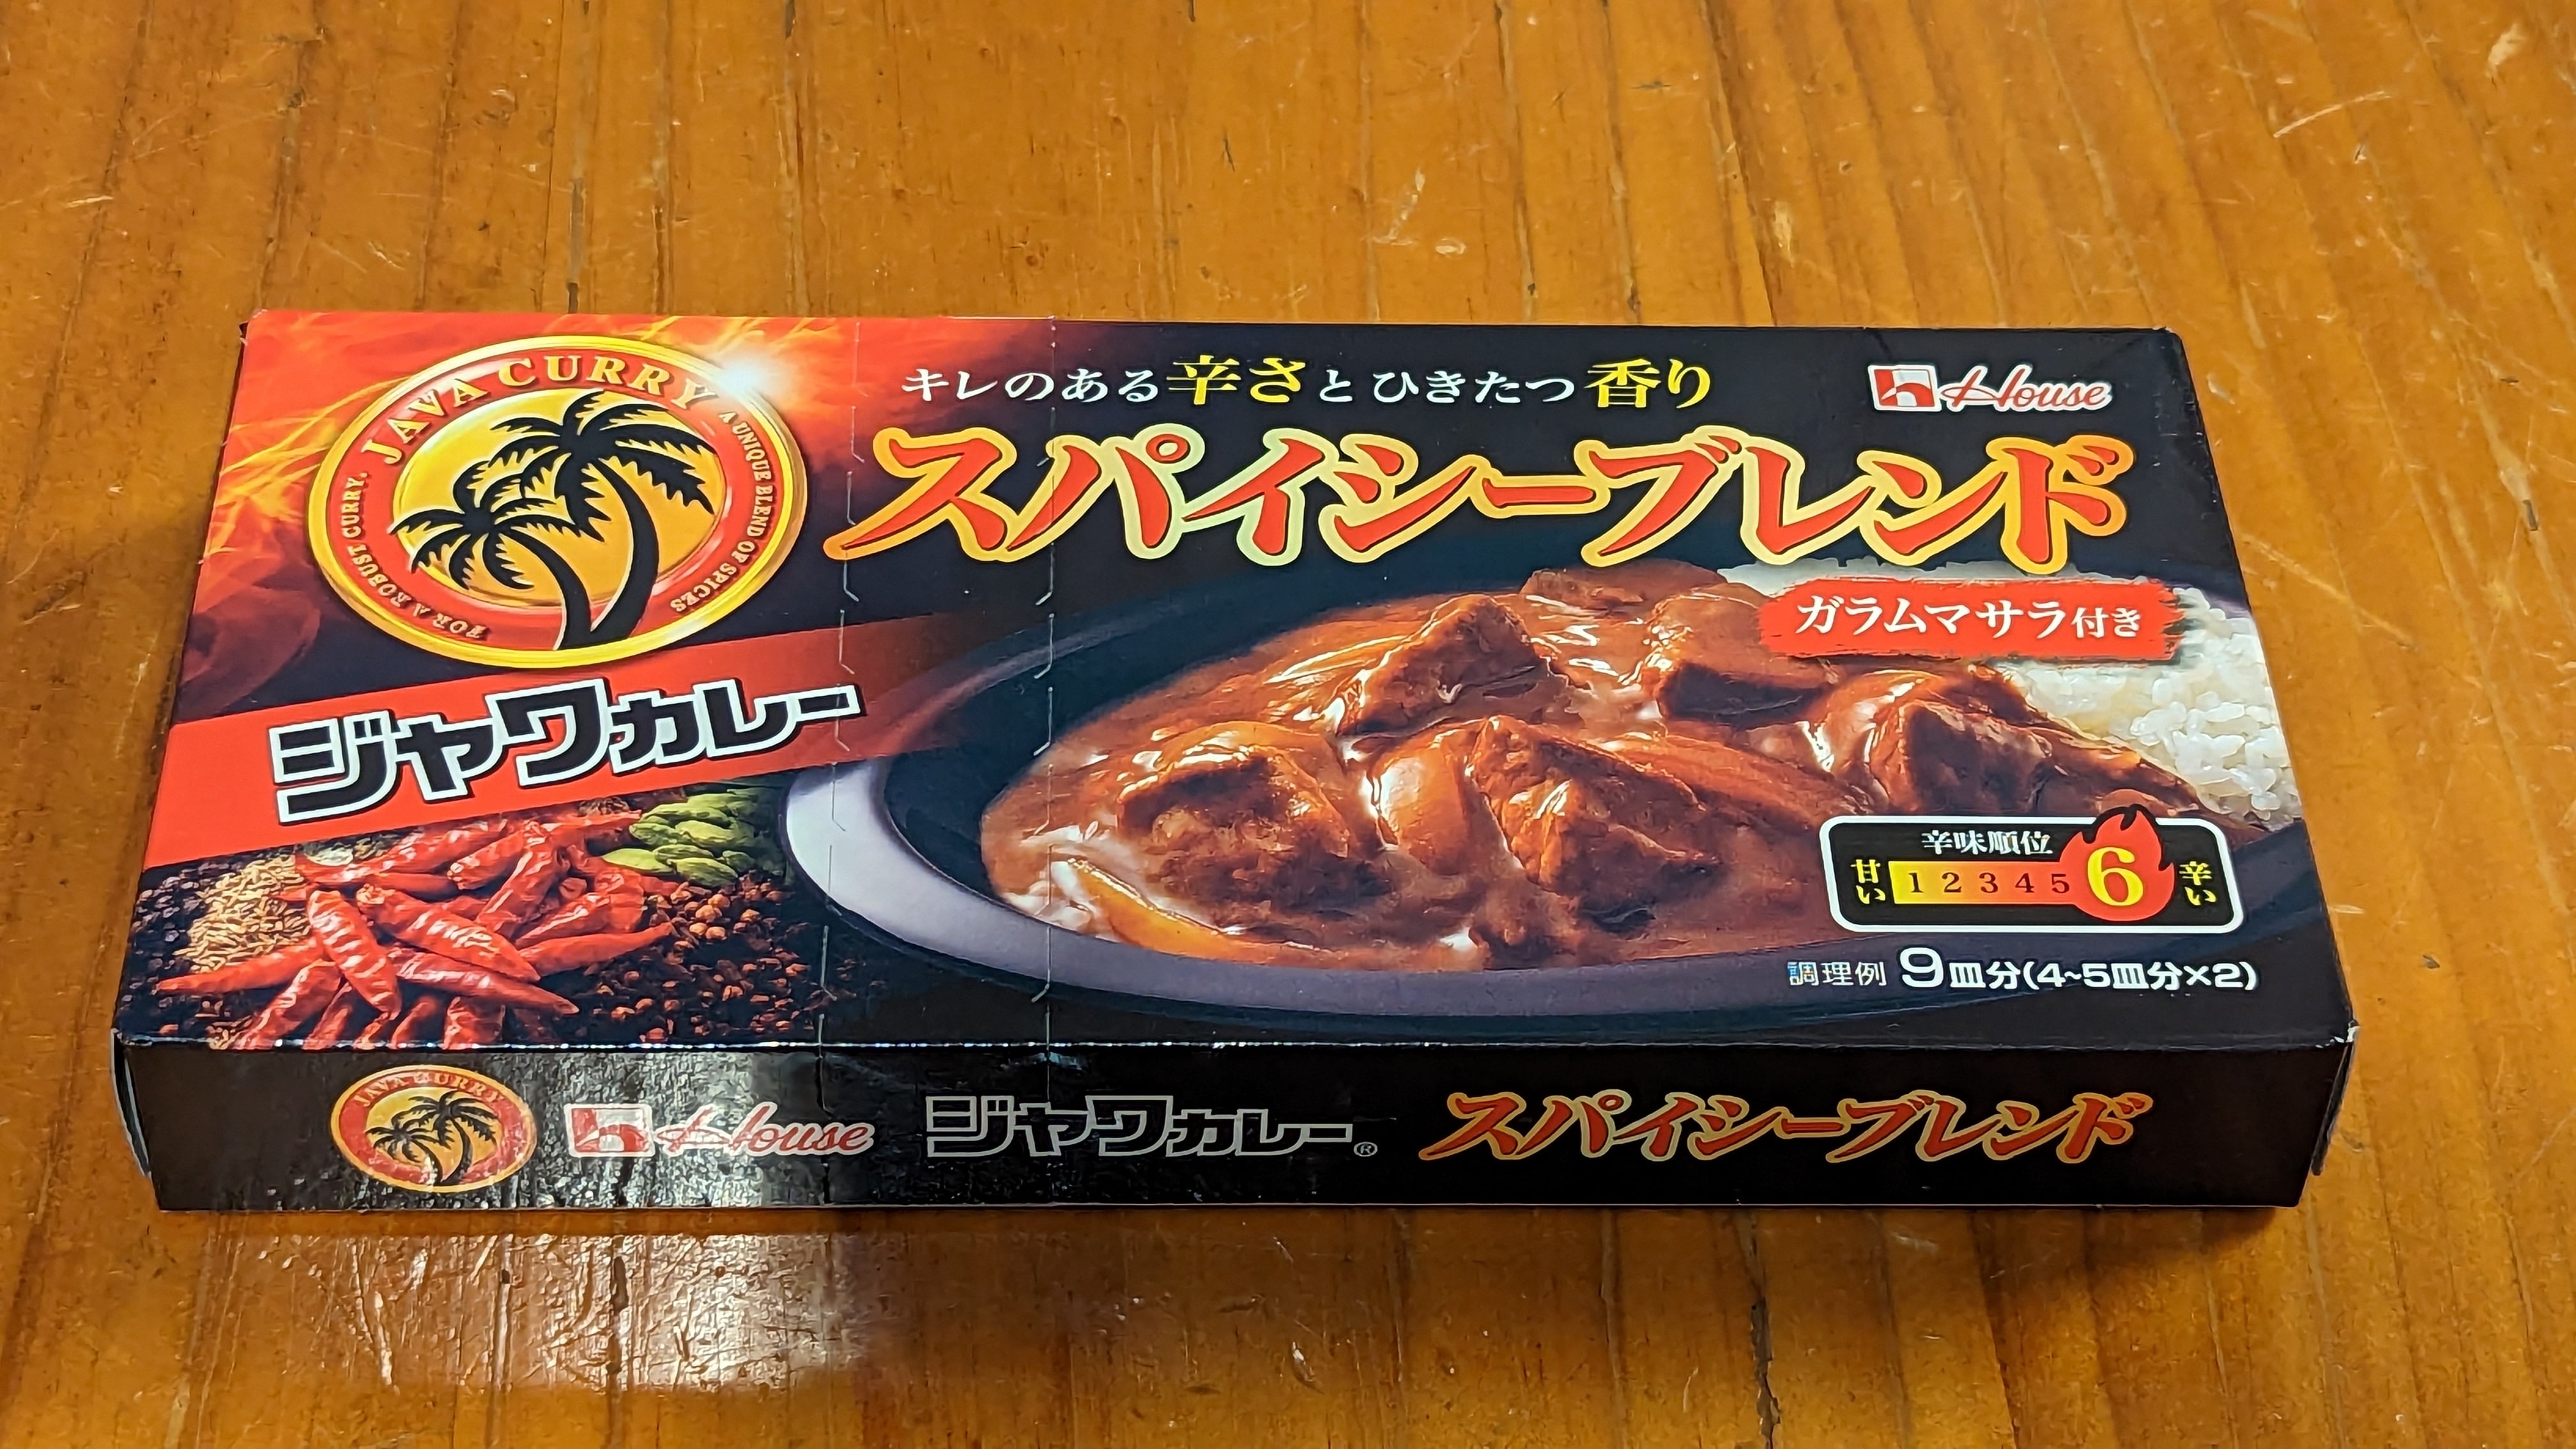 JAVA CURRY
A UNIQUE BLEND OF SPICES
FOR A ROBUST CURRY.
キレのある辛さとひきたつ香り
House
スパイシーブレンド
ガラムマサラ付き
ジャワカレー
辛味順位
甘い 1 2 3 4 5 6 辛い
調理例 9皿分(4~5皿分×2)
JAVA CURRY
House
ジャワカレー®
スパイシーブレンド